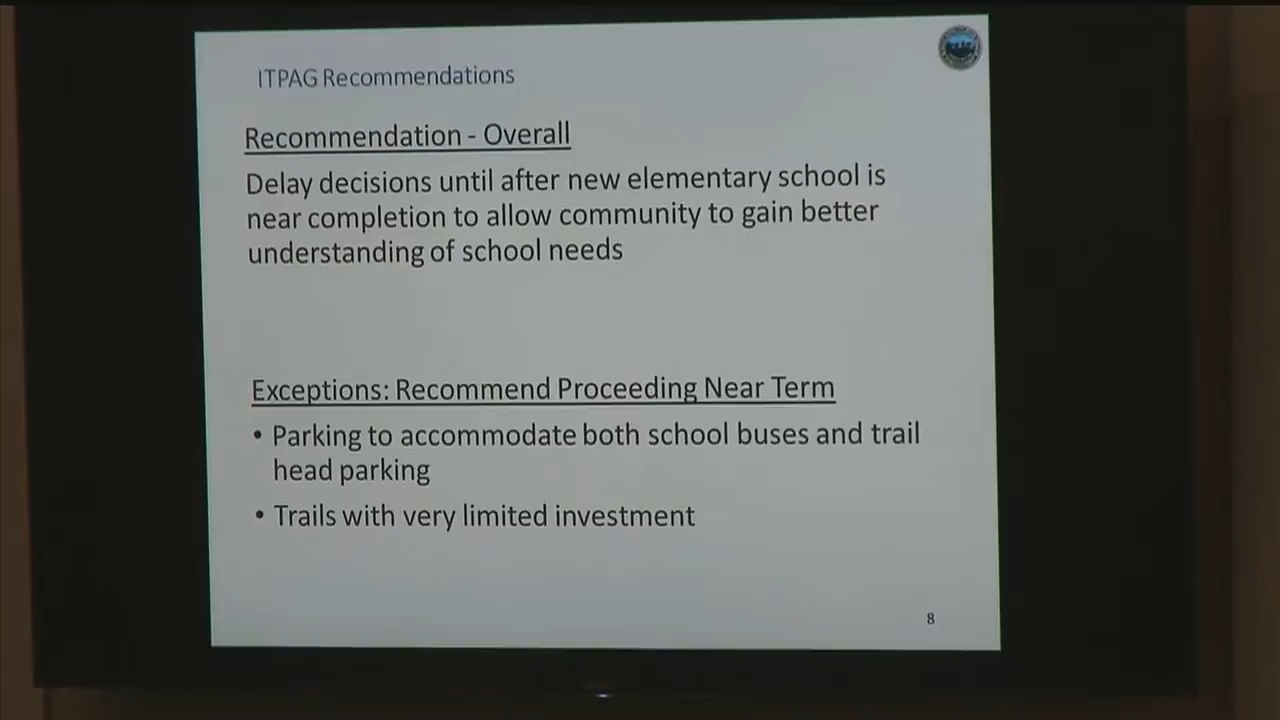 ITPAG Recommendations
Recommendation - Overall
Delay decisions until after new elementary school is
near completion to allow community to gain better
understanding of school needs
Exceptions: Recommend Proceeding Near Term
• Parking to accommodate both school buses and trail
head parking
• Trails with very limited investment
8